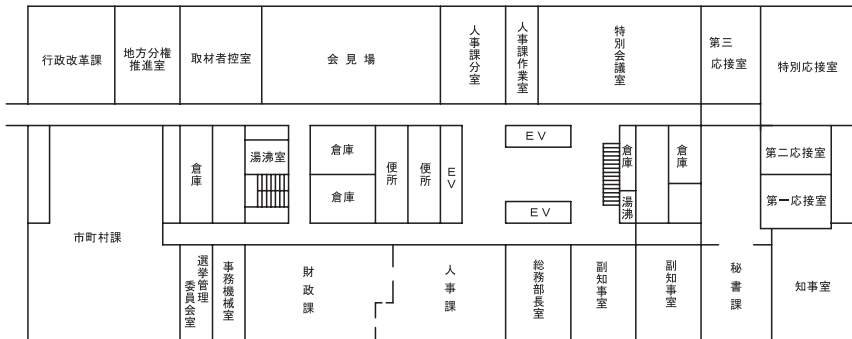 行政改革課
地方分権
推進室
取材者控室
会見場
人事課分室
人事課作業室
特別会議室
第三
応接室
特別応接室
倉庫
湯沸室
倉庫
倉庫
便所
便所
EV
EV
EV
倉庫
湯沸
倉庫
第二応接室
第一応接室
市町村課
選挙管理
委員会室
事務機械室
財政課
人事課
総務部長室
副知事室
副知事室
秘書課
知事室